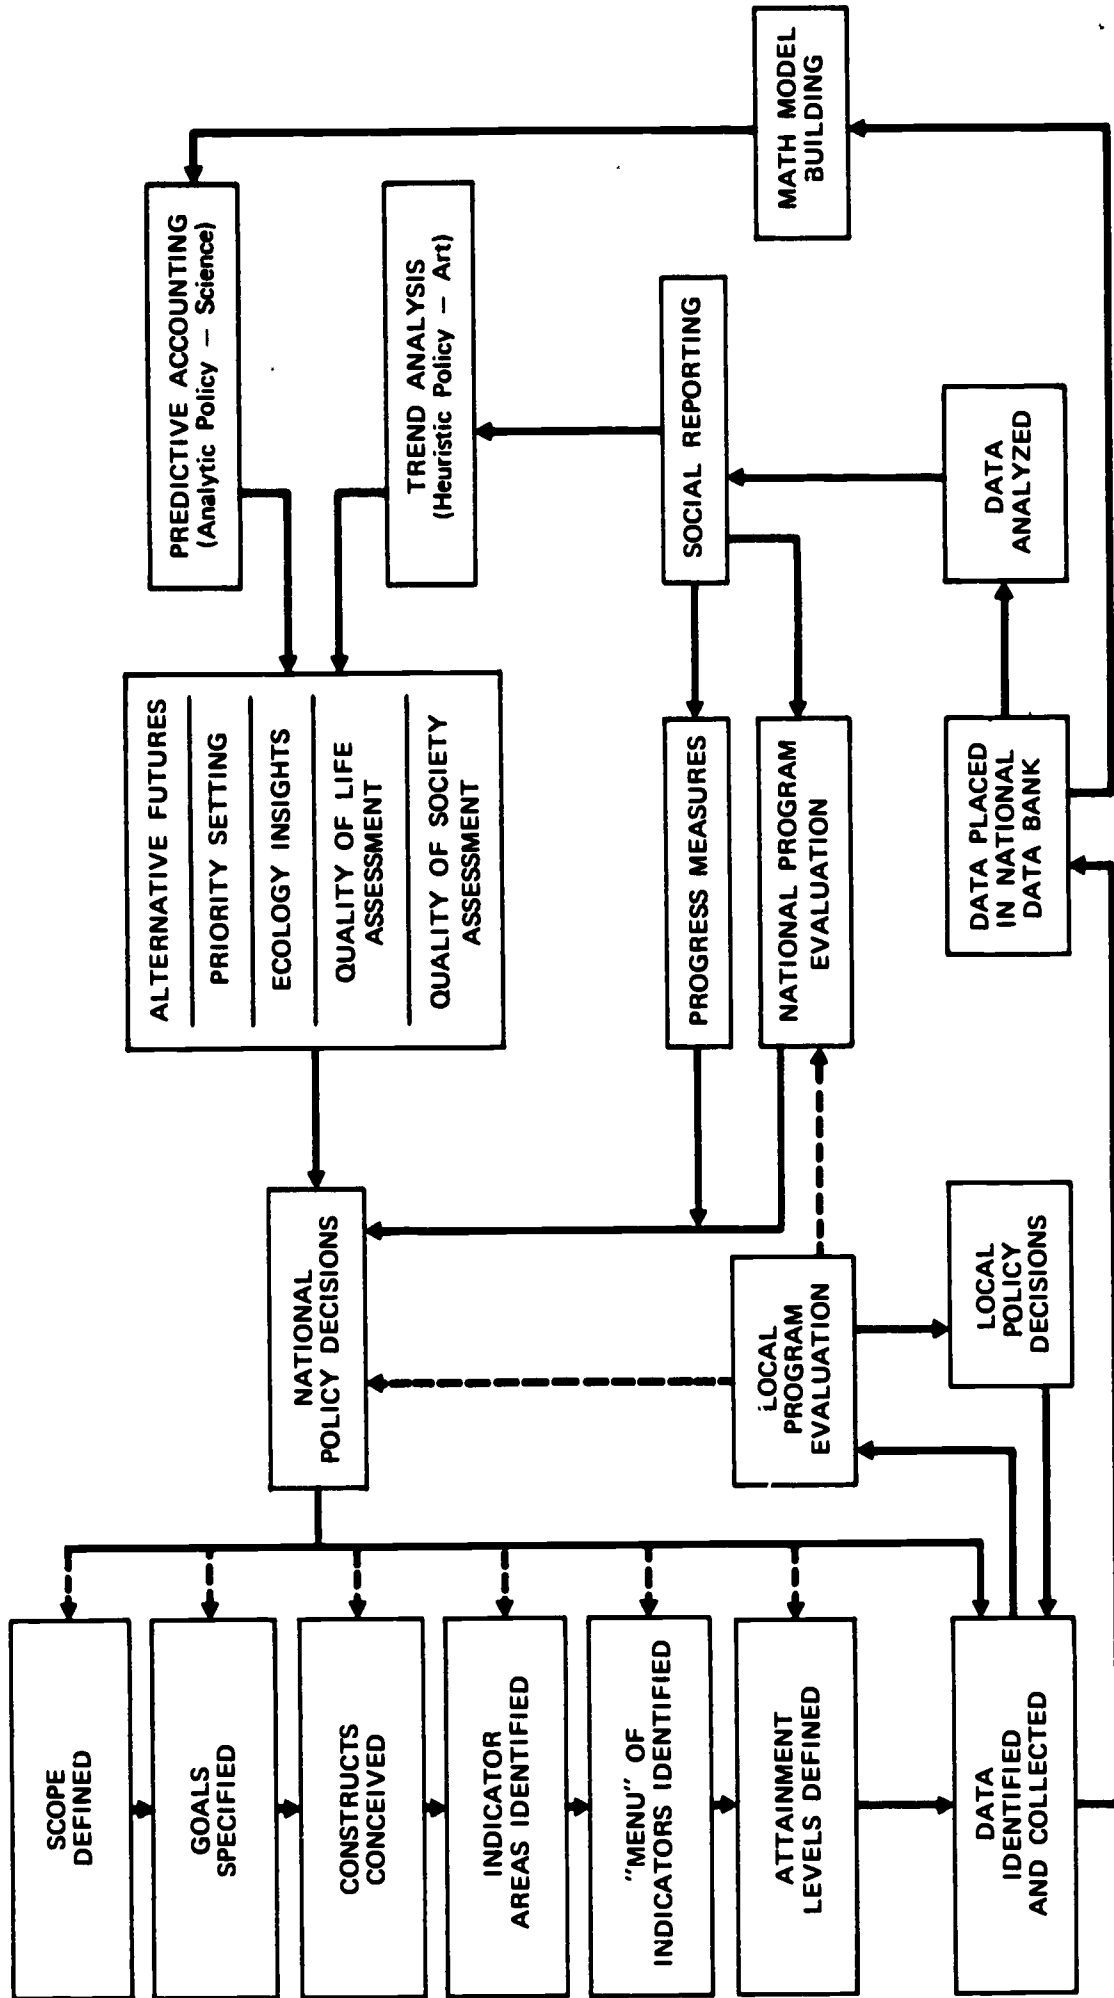 SCOPE
DEFINED
GOALS
SPECIFIED
CONSTRUCTS
CONCEIVED
INDICATOR
AREAS IDENTIFIED
"MENU" OF
INDICATORS IDENTIFIED
ATTAINMENT
LEVELS DEFINED
DATA
IDENTIFIED
AND COLLECTED
NATIONAL
POLICY DECISIONS
LOCAL
PROGRAM
EVALUATION
LOCAL
POLICY
DECISIONS
ALTERNATIVE FUTURES
PRIORITY SETTING
ECOLOGY INSIGHTS
QUALITY OF LIFE
ASSESSMENT
QUALITY OF SOCIETY
ASSESSMENT
PROGRESS MEASURES
NATIONAL PROGRAM
EVALUATION
DATA PLACED
IN NATIONAL
DATA BANK
PREDICTIVE ACCOUNTING
(Analytic Policy — Science)
TREND ANALYSIS
(Heuristic Policy — Art)
SOCIAL REPORTING
DATA
ANALYZED
MATH MODEL
BUILDING